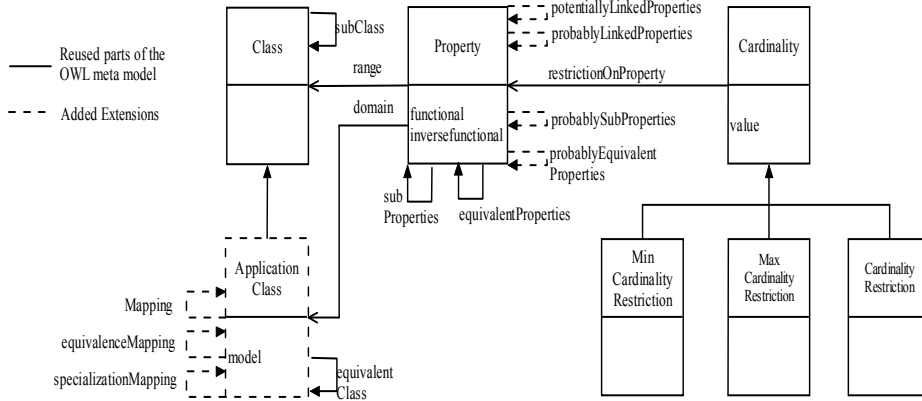 Reused parts of the
OWL meta model
Added Extensions
Class
subClass
range
domain
Property
functional
inversefunctional
potentiallyLinkedProperties
probablyLinkedProperties
restrictionOnProperty
probablySubProperties
probablyEquivalent
Properties
sub
Properties
equivalentProperties
Cardinality
value
Application
Class
model
Mapping
equivalenceMapping
specializationMapping
equivalent
Class
Min
Cardinality
Restriction
Max
Cardinality
Restriction
Cardinality
Restriction